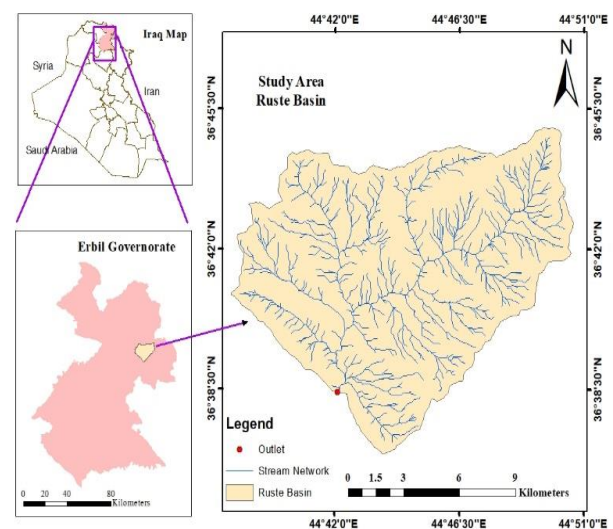 Iraq Map
Syria
Iran
Saudi Arabia
Erbil Governorate
0 20 40 80
Kilometers
44°42'0"E 44°46'30"E 44°51'0"E
Study Area
Ruste Basin
N
36°45'30"N
36°45'30"N
36°42'0"N
36°42'0"N
36°38'30"N
36°38'30"N
Legend
Outlet
Stream Network
Ruste Basin
0 1.5 3 6 9
Kilometers
44°42'0"E 44°46'30"E 44°51'0"E